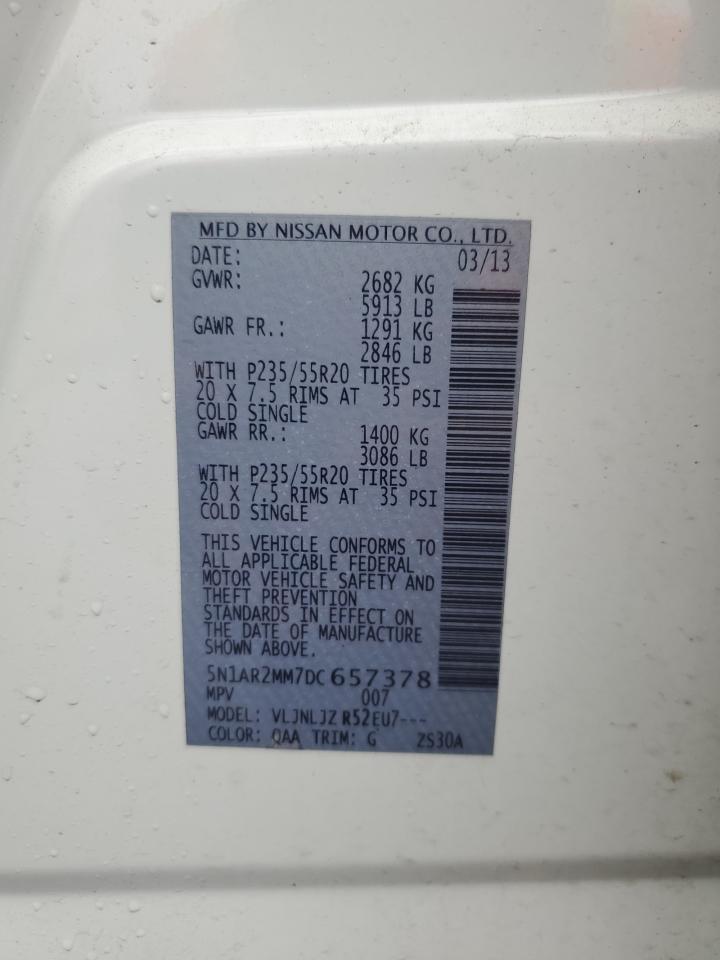 MFD BY NISSAN MOTOR CO., LTD.
DATE: 03/13
GVWR: 2682 KG
5913 LB
GAWR FR.: 1291 KG
2846 LB
WITH P235/55R20 TIRES
20 X 7.5 RIMS AT 35 PSI
COLD SINGLE
GAWR RR.: 1400 KG
3086 LB
WITH P235/55R20 TIRES
20 X 7.5 RIMS AT 35 PSI
COLD SINGLE
THIS VEHICLE CONFORMS TO
ALL APPLICABLE FEDERAL
MOTOR VEHICLE SAFETY AND
THEFT PREVENTION
STANDARDS IN EFFECT ON
THE DATE OF MANUFACTURE
SHOWN ABOVE.
5N1AR2MM7DC657378
MPV 007
MODEL: VLJNLJZ R52EU7---
COLOR: QAA TRIM: G ZS30A